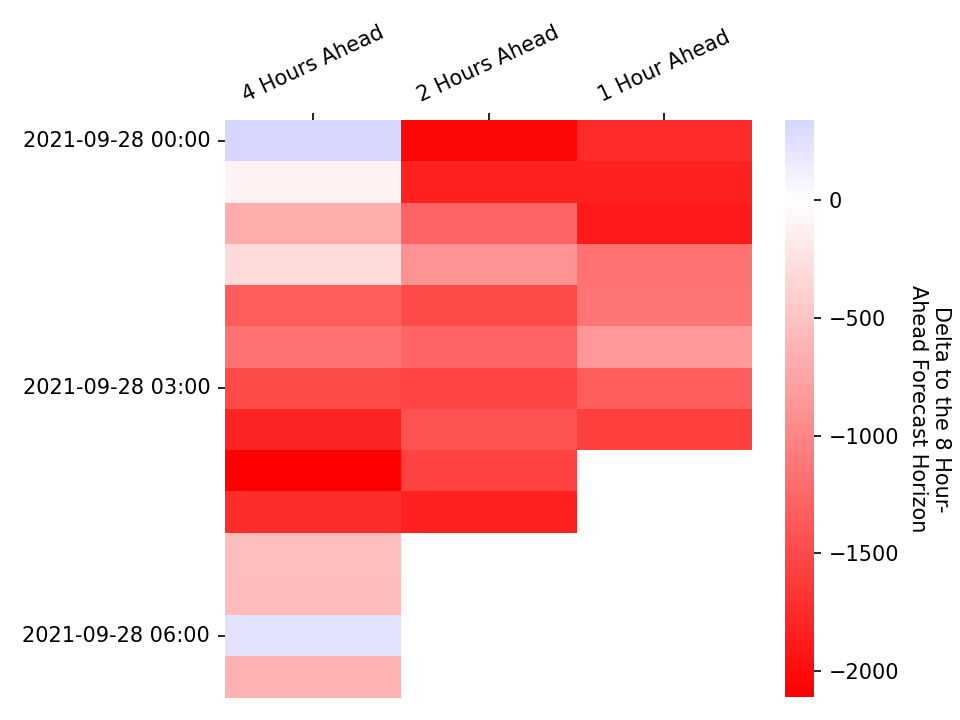 4 Hours Ahead
2 Hours Ahead
1 Hour Ahead
2021-09-28 00:00
2021-09-28 03:00
2021-09-28 06:00
0
−500
−1000
−1500
−2000
Delta to the 8 Hour-
Ahead Forecast Horizon